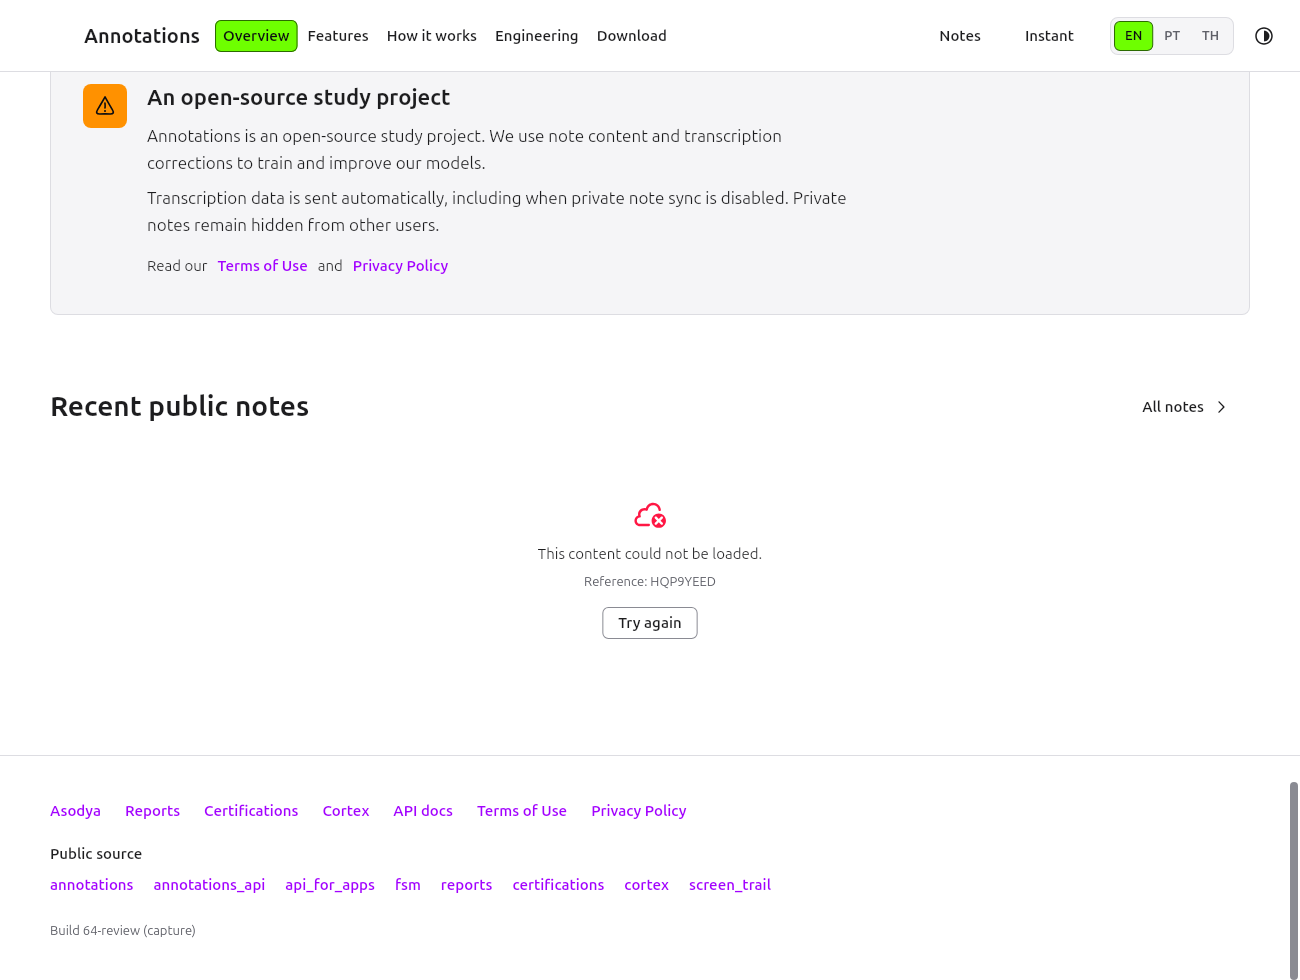 Annotations Overview Features How it works Engineering Download Notes Instant EN PT TH
An open-source study project
Annotations is an open-source study project. We use note content and transcription
corrections to train and improve our models.
Transcription data is sent automatically, including when private note sync is disabled. Private
notes remain hidden from other users.
Read our Terms of Use and Privacy Policy
Recent public notes All notes
This content could not be loaded.
Reference: HQP9YEED
Try again
Asodya Reports Certifications Cortex API docs Terms of Use Privacy Policy
Public source
annotations annotations_api api_for_apps fsm reports certifications cortex screen_trail
Build 64-review (capture)